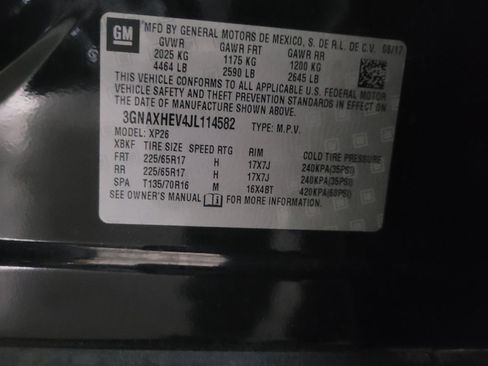 GM
MFD BY GENERAL MOTORS DE MEXICO, S. DE R.L. DE C.V. 08/17
GVWR GAWR FRT GAWR RR
2025 KG 1175 KG 1200 KG
4464 LB 2590 LB 2645 LB
THIS VEHICLE CONFORMS TO ALL APPLICABLE U.S. FEDERAL MOTOR
VEHICLE SAFETY AND THEFT PREVENTION STANDARDS IN EFFECT ON
THE DATE OF MANUFACTURE SHOWN ABOVE.
3GNAXHEV4JL114582 TYPE: M.P.V.
MODEL: XP26
XBKF TIRE SIZE SPEED RTG RIM COLD TIRE PRESSURE
FRT 225/65R17 H 17X7J 240KPA(35PSI)
RR 225/65R17 H 17X7J 240KPA(35PSI)
SPA T135/70R16 M 16X4BT 420KPA(60PSI)
SEE OWNER'S MANUAL FOR MORE INFORMATION